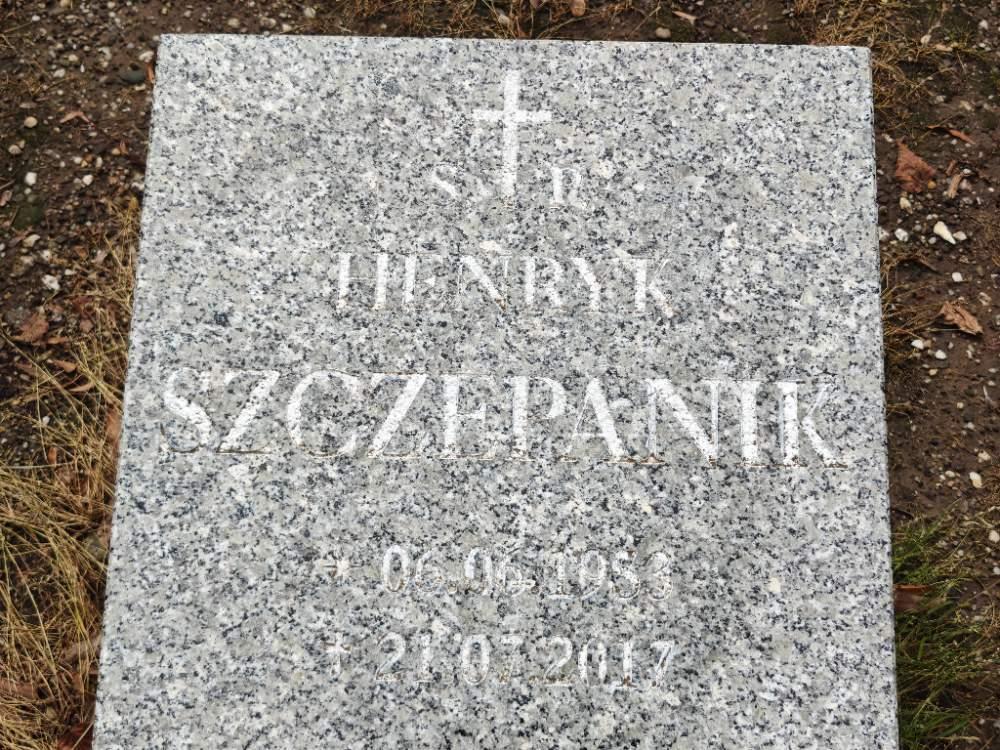 Ś P
HENRYK
SZCZEPANIK
* 06.06.1953
† 21.07.2017